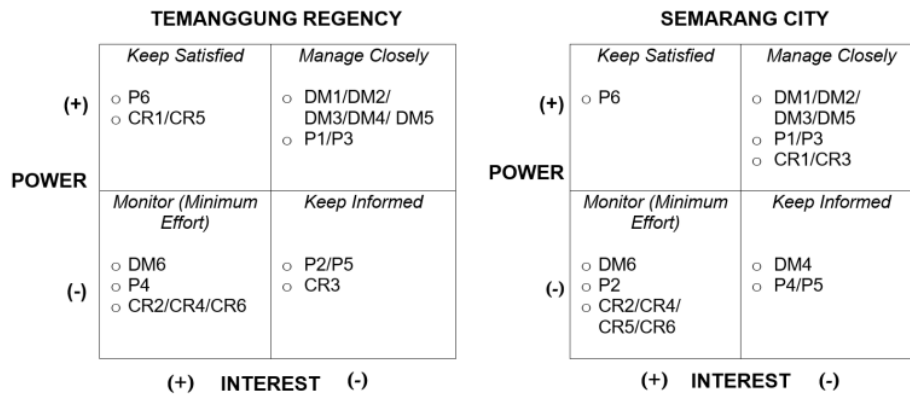 TEMANGGUNG REGENCY
Keep Satisfied
Manage Closely
(+)
○ P6
○ CR1/CR5
○ DM1/DM2/
DM3/DM4/ DM5
○ P1/P3
POWER
Monitor (Minimum
Effort)
Keep Informed
(-)
○ DM6
○ P4
○ CR2/CR4/CR6
○ P2/P5
○ CR3
(+) INTEREST (-)
SEMARANG CITY
Keep Satisfied
Manage Closely
(+)
○ P6
○ DM1/DM2/
DM3/DM5
○ P1/P3
○ CR1/CR3
POWER
Monitor (Minimum
Effort)
Keep Informed
(-)
○ DM6
○ P2
○ CR2/CR4/
CR5/CR6
○ DM4
○ P4/P5
(+) INTEREST (-)